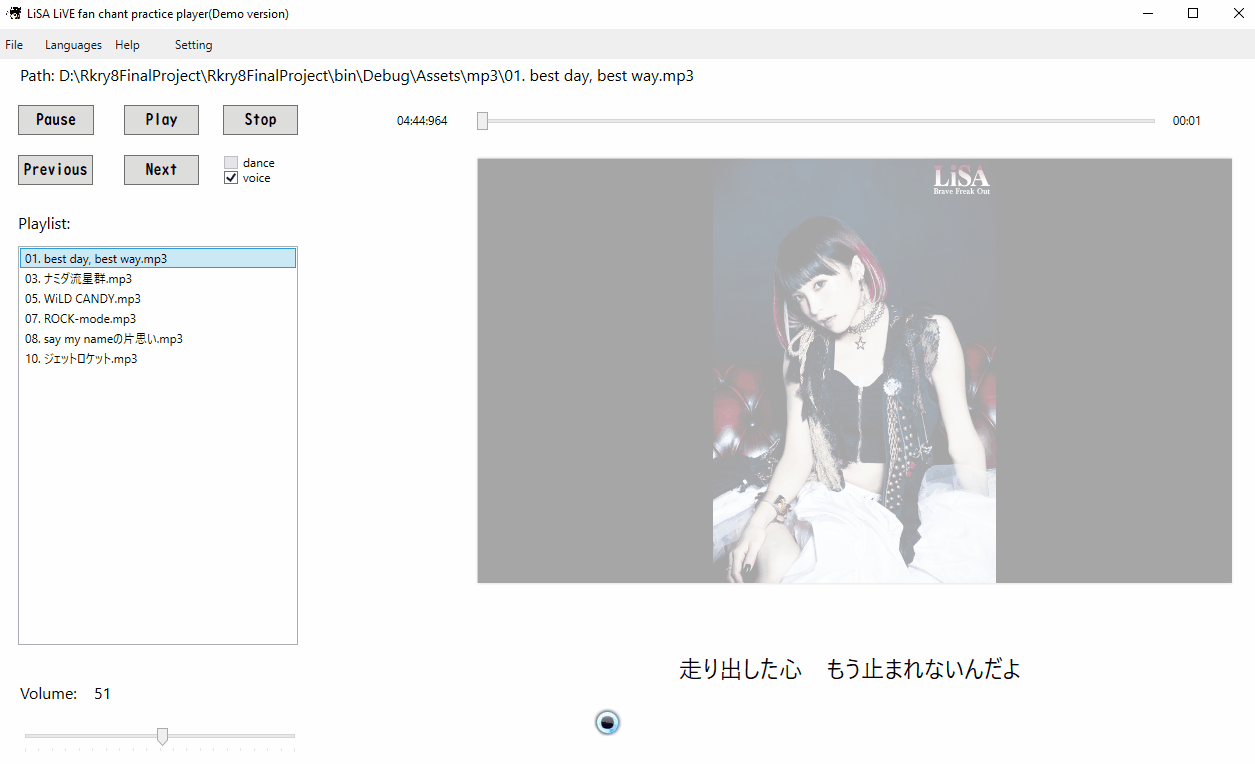 LiSA LiVE fan chant practice player(Demo version)
File Languages Help Setting
Path: D:\Rkry8FinalProject\Rkry8FinalProject\bin\Debug\Assets\mp3\01. best day, best way.mp3
Pause Play Stop
04:44:964
00:01
Previous Next
dance
voice
LiSA
Brave Freak Out
Playlist:
01. best day, best way.mp3
03. ナミダ流星群.mp3
05. WiLD CANDY.mp3
07. ROCK-mode.mp3
08. say my nameの片思い.mp3
10. ジェットロケット.mp3
走り出した心　もう止まれないんだよ
Volume: 51